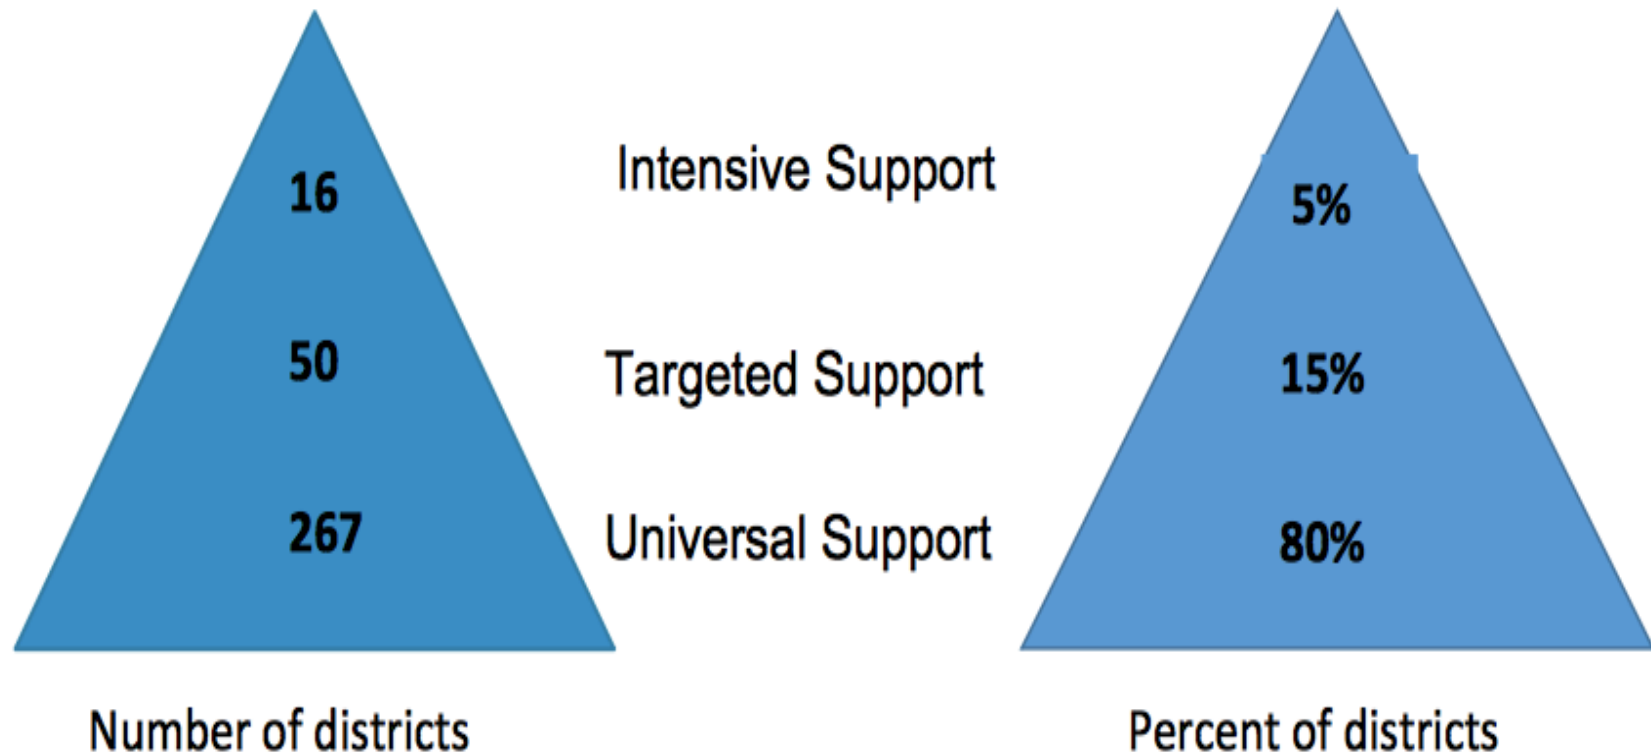 16
Intensive Support
5%
50
Targeted Support
15%
267
Universal Support
80%
Number of districts
Percent of districts